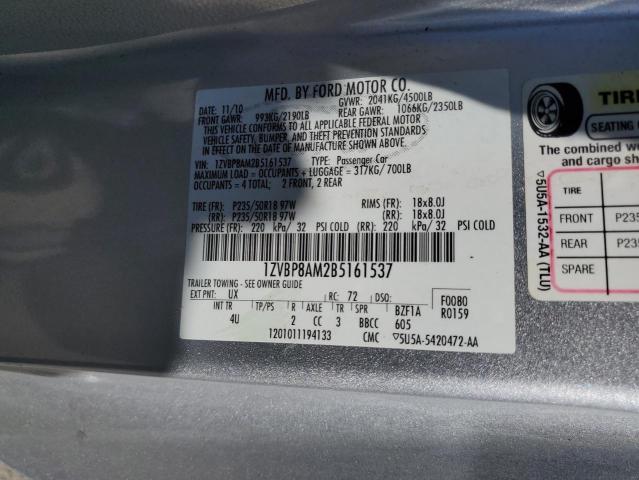 MFD. BY FORD MOTOR CO.
DATE: 11/10 GVWR: 2041KG/4500LB
FRONT GAWR: 993KG/2190LB REAR GAWR: 1066KG/2350LB
THIS VEHICLE CONFORMS TO ALL APPLICABLE FEDERAL MOTOR
VEHICLE SAFETY, BUMPER, AND THEFT PREVENTION STANDARDS
IN EFFECT ON THE DATE OF MANUFACTURE SHOWN ABOVE.
VIN: 1ZVBP8AM2B5161537 TYPE: Passenger Car
MAXIMUM LOAD = OCCUPANTS + LUGGAGE = 317KG/700LB
OCCUPANTS = 4 TOTAL; 2 FRONT, 2 REAR
TIRE (FR): P235/50R18 97W RIMS (FR): 18x8.0J
(RR): P235/50R18 97W (RR): 18x8.0J
PRESSURE (FR): 220 kPa/ 32 PSI COLD (RR): 220 kPa/ 32 PSI COLD
1ZVBP8AM2B5161537
TRAILER TOWING - SEE OWNER GUIDE
EXT PNT: UX RC: 72 DSO: F0080
INT TR TP/PS R AXLE TR SPR BZF1A R0159
4U 2 CC 3 BBCC 605
1201011194133 CMC ▽5U5A-5420472-AA
▽5U5A-1532-AA (TLU)
TIRE
SEATING
The combined we
and cargo sho
TIRE
FRONT P235
REAR P235
SPARE